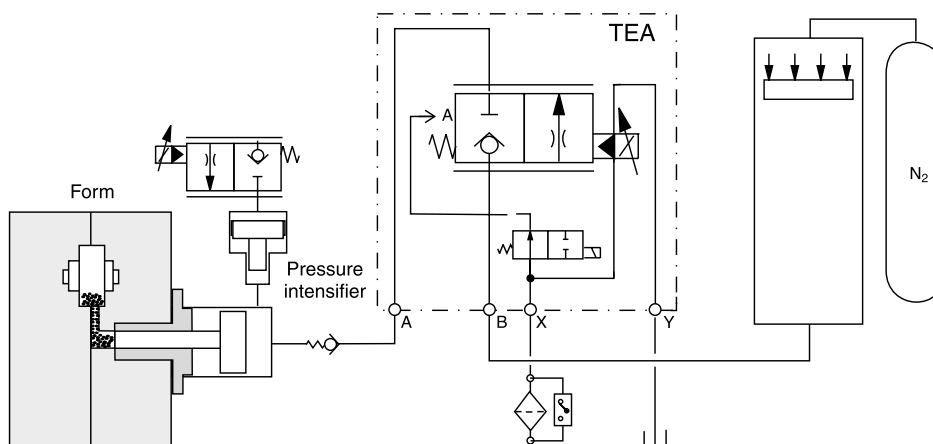 TEA
A
N₂
Form
Pressure
intensifier
A
B
X
Y